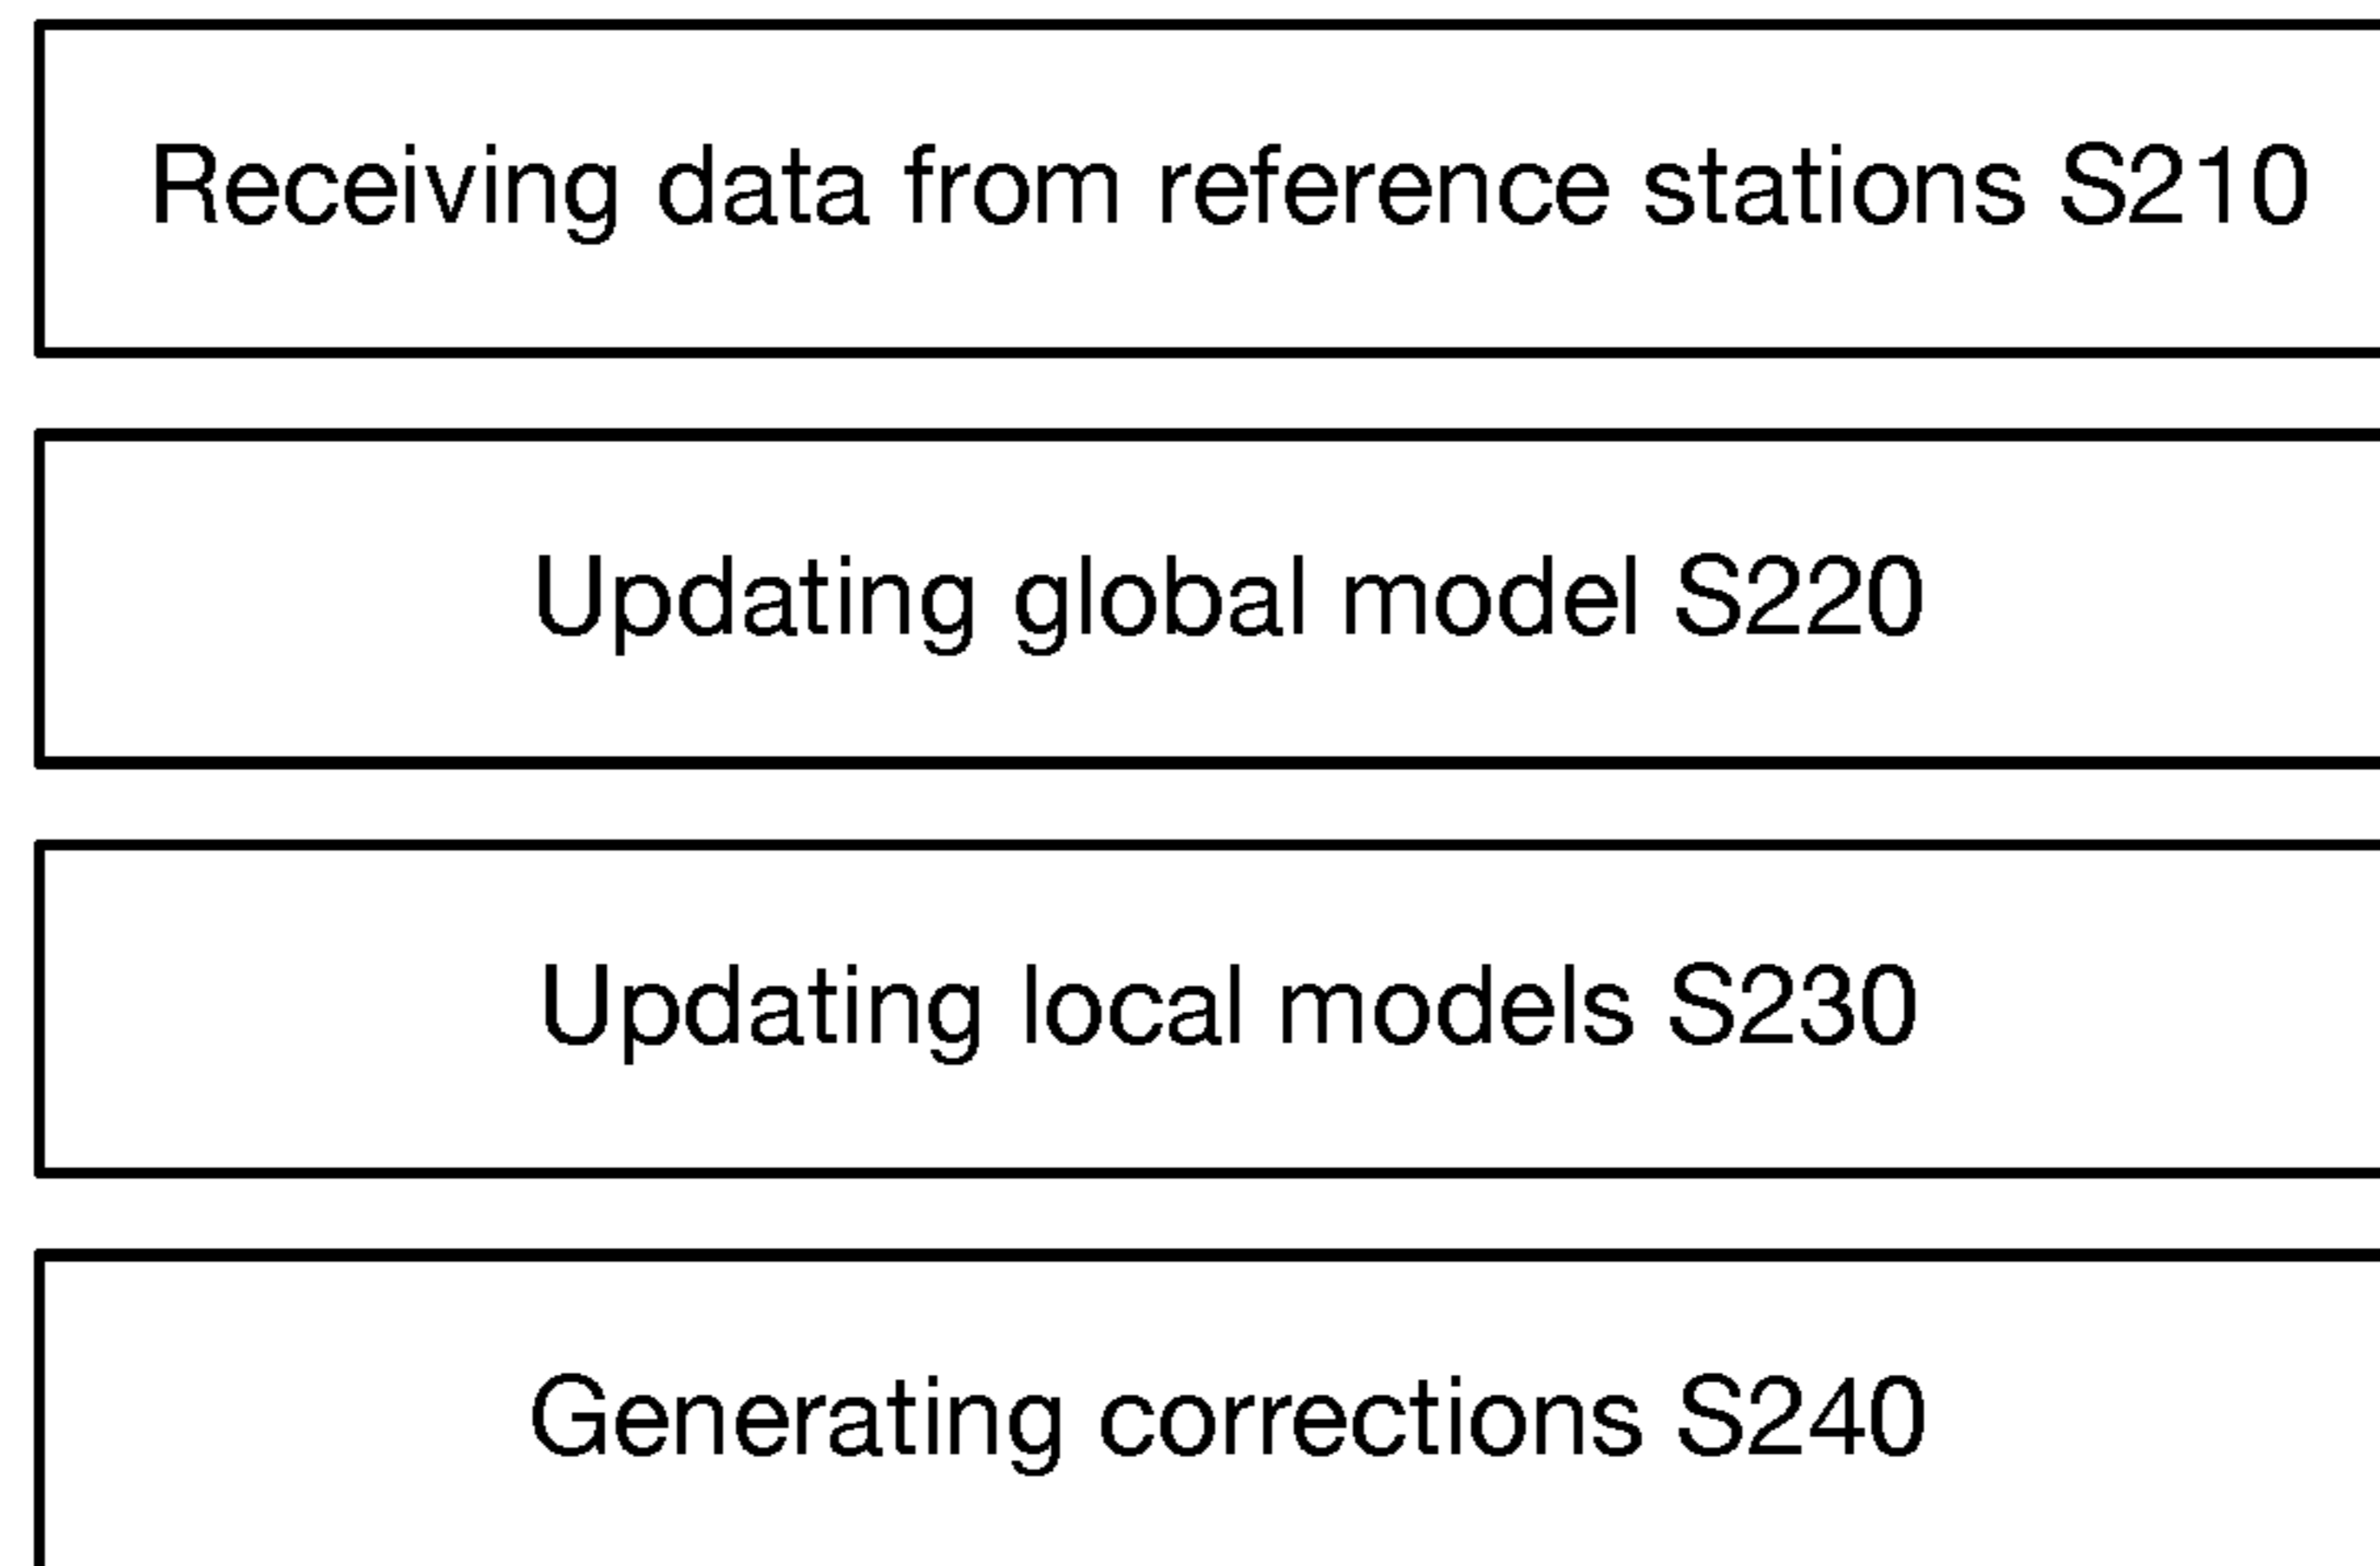 Receiving data from reference stations S210
Updating global model S220
Updating local models S230
Generating corrections S240